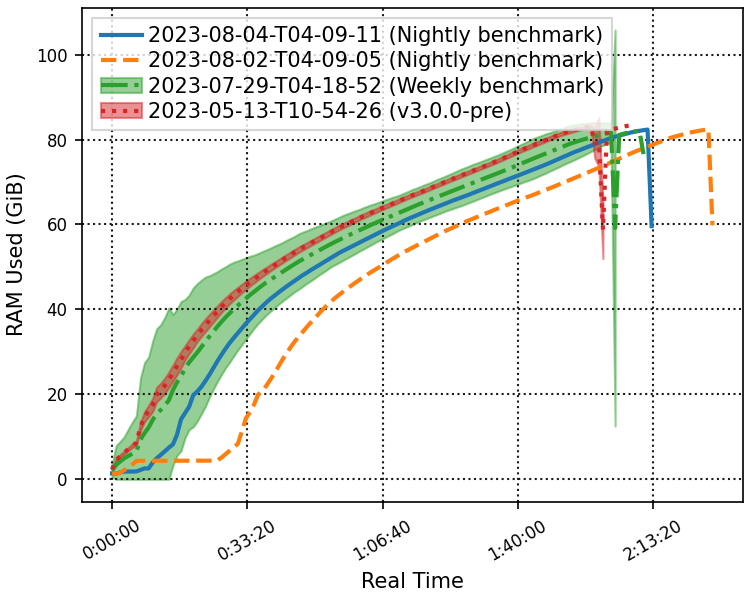 2023-08-04-T04-09-11 (Nightly benchmark)
2023-08-02-T04-09-05 (Nightly benchmark)
2023-07-29-T04-18-52 (Weekly benchmark)
2023-05-13-T10-54-26 (v3.0.0-pre)
100
80
60
40
20
0
RAM Used (GiB)
0:00:00
0:33:20
1:06:40
1:40:00
2:13:20
Real Time